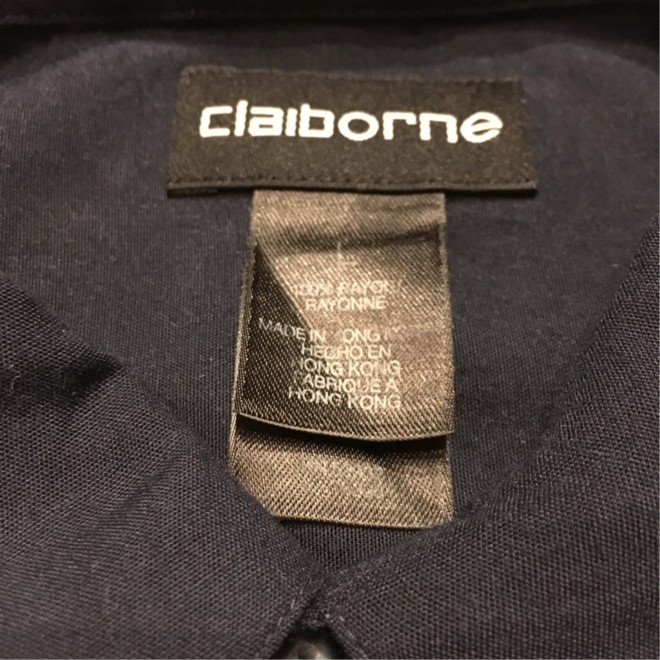 claiborne
L
100% RAYON/
RAYONNE
MADE IN HONG K
HECHO EN
HONG KONG
FABRIQUE A
HONG KONG